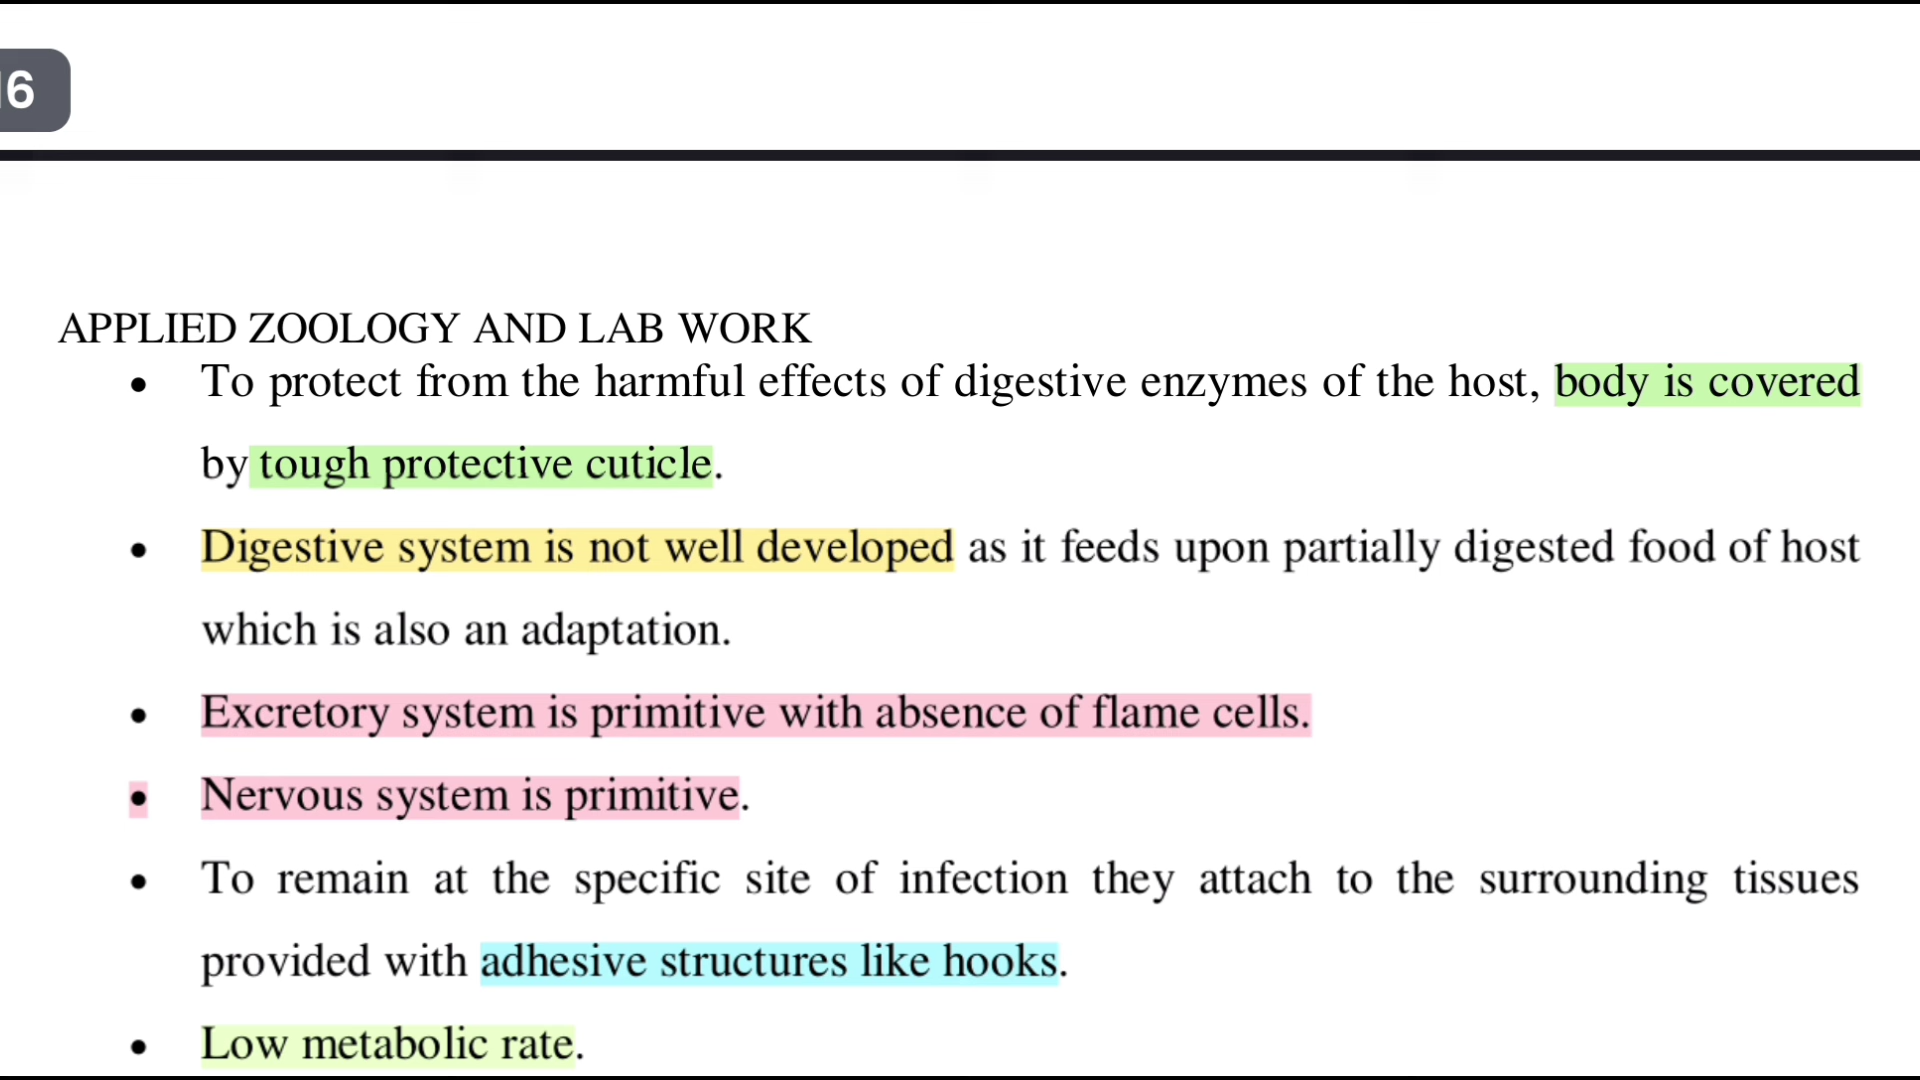 16
APPLIED ZOOLOGY AND LAB WORK
• To protect from the harmful effects of digestive enzymes of the host, body is covered
by tough protective cuticle.
• Digestive system is not well developed as it feeds upon partially digested food of host
which is also an adaptation.
• Excretory system is primitive with absence of flame cells.
• Nervous system is primitive.
• To remain at the specific site of infection they attach to the surrounding tissues
provided with adhesive structures like hooks.
• Low metabolic rate.